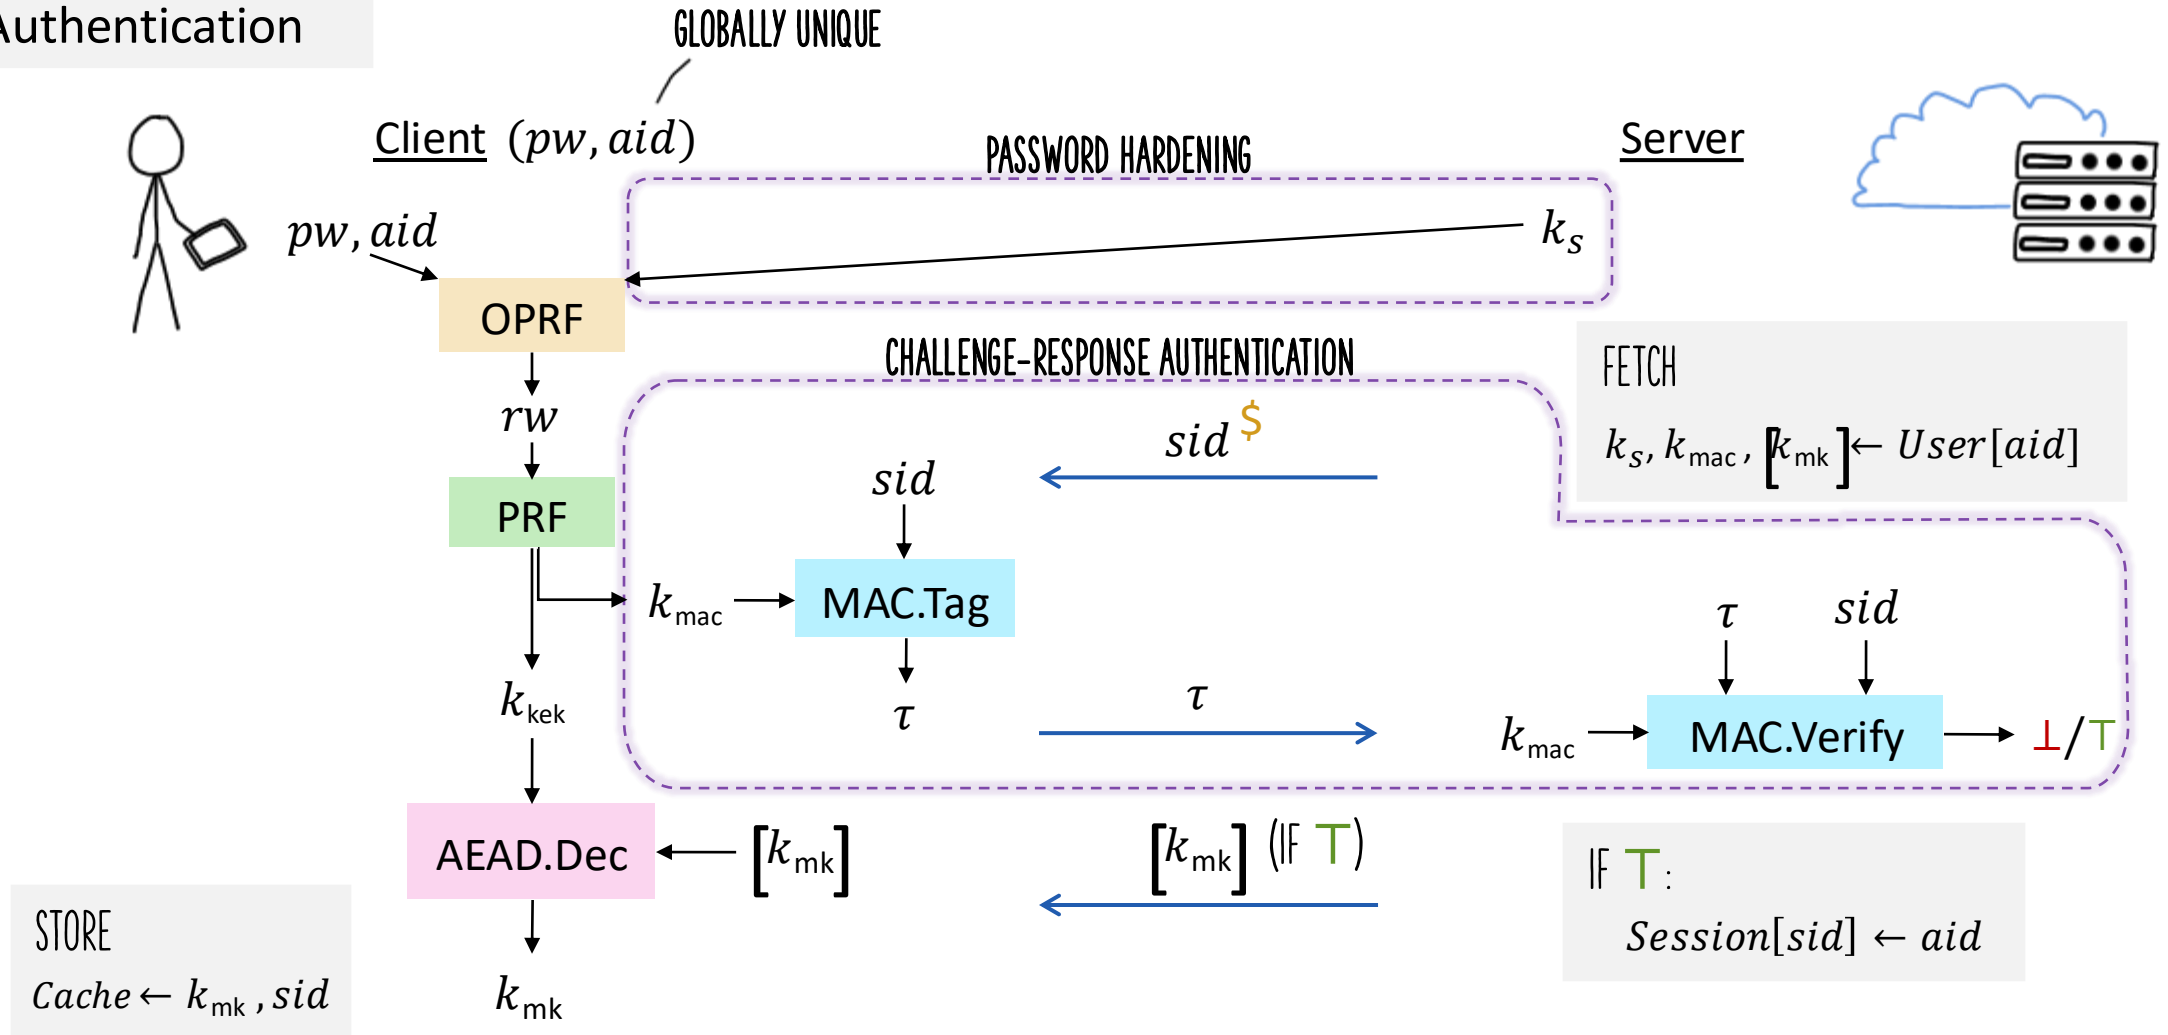 Authentication
GLOBALLY UNIQUE
Client (pw, aid)
PASSWORD HARDENING
Server
pw, aid
k_s
OPRF
CHALLENGE-RESPONSE AUTHENTICATION
FETCH
rw
sid $
k_s, k_mac, [k_mk] ← User[aid]
sid
PRF
k_mac
MAC.Tag
τ
sid
k_kek
τ
τ
k_mac
MAC.Verify
⊥/⊤
AEAD.Dec
[k_mk]
[k_mk] (IF ⊤)
IF ⊤:
Session[sid] ← aid
STORE
Cache ← k_mk, sid
k_mk